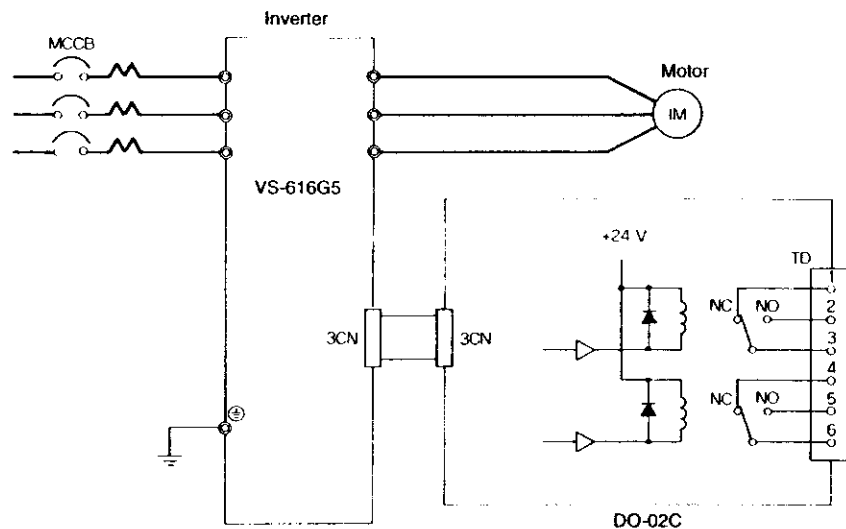 Inverter
MCCB
Motor
IM
VS-616G5
+24 V
TD
NC
NO
2
3
3CN
3CN
4
NC
NO
5
6
DO-02C